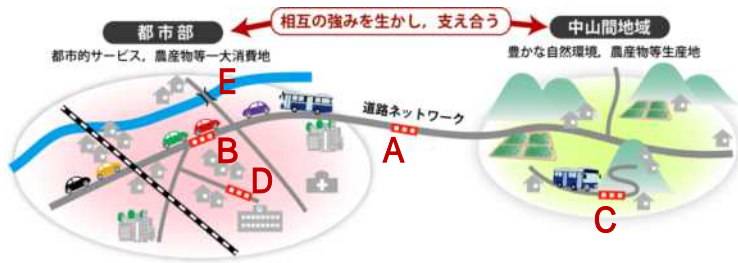 相互の強みを生かし，支え合う
都市部
都市的サービス，農産物等一大消費地
中山間地域
豊かな自然環境，農産物等生産地
E
道路ネットワーク
B
A
D
C